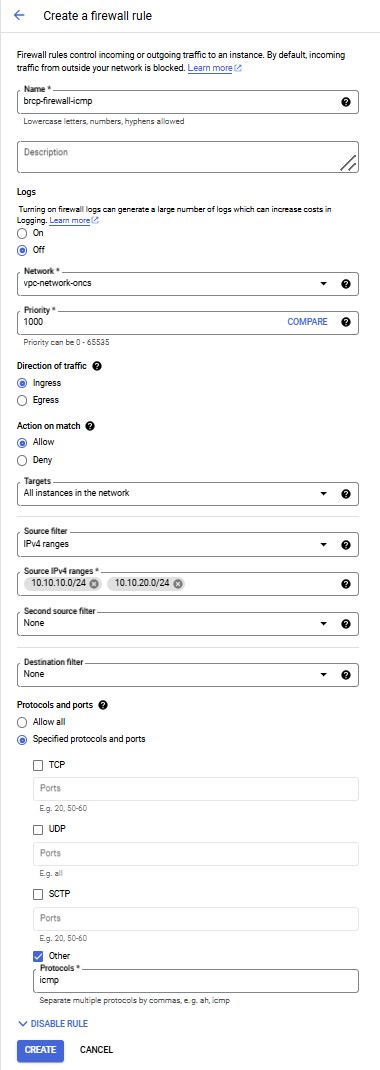 Create a firewall rule
Firewall rules control incoming or outgoing traffic to an instance. By default, incoming
traffic from outside your network is blocked. Learn more
Name *
brcp-firewall-icmp
Lowercase letters, numbers, hyphens allowed
Description
Logs
Turning on firewall logs can generate a large number of logs which can increase costs in
Logging. Learn more
On
Off
Network *
vpc-network-oncs
Priority *
1000
COMPARE
Priority can be 0 - 65535
Direction of traffic
Ingress
Egress
Action on match
Allow
Deny
Targets
All instances in the network
Source filter
IPv4 ranges
Source IPv4 ranges *
10.10.10.0/24 10.10.20.0/24
Second source filter
None
Destination filter
None
Protocols and ports
Allow all
Specified protocols and ports
TCP
Ports
E.g. 20, 50-60
UDP
Ports
E.g. all
SCTP
Ports
E.g. 20, 50-60
Other
Protocols *
icmp
Separate multiple protocols by commas, e.g. ah, icmp
DISABLE RULE
CREATE CANCEL